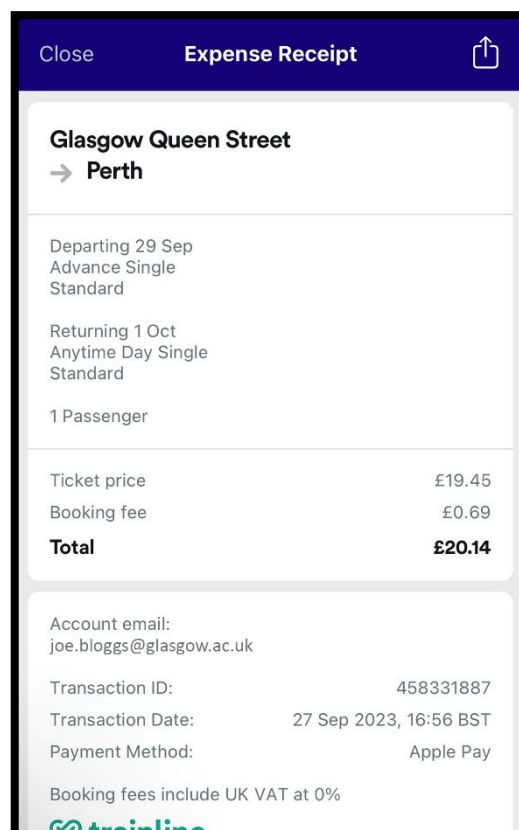 Close Expense Receipt
Glasgow Queen Street
→ Perth
Departing 29 Sep
Advance Single
Standard
Returning 1 Oct
Anytime Day Single
Standard
1 Passenger
Ticket price £19.45
Booking fee £0.69
Total £20.14
Account email:
joe.bloggs@glasgow.ac.uk
Transaction ID: 458331887
Transaction Date: 27 Sep 2023, 16:56 BST
Payment Method: Apple Pay
Booking fees include UK VAT at 0%
trainline